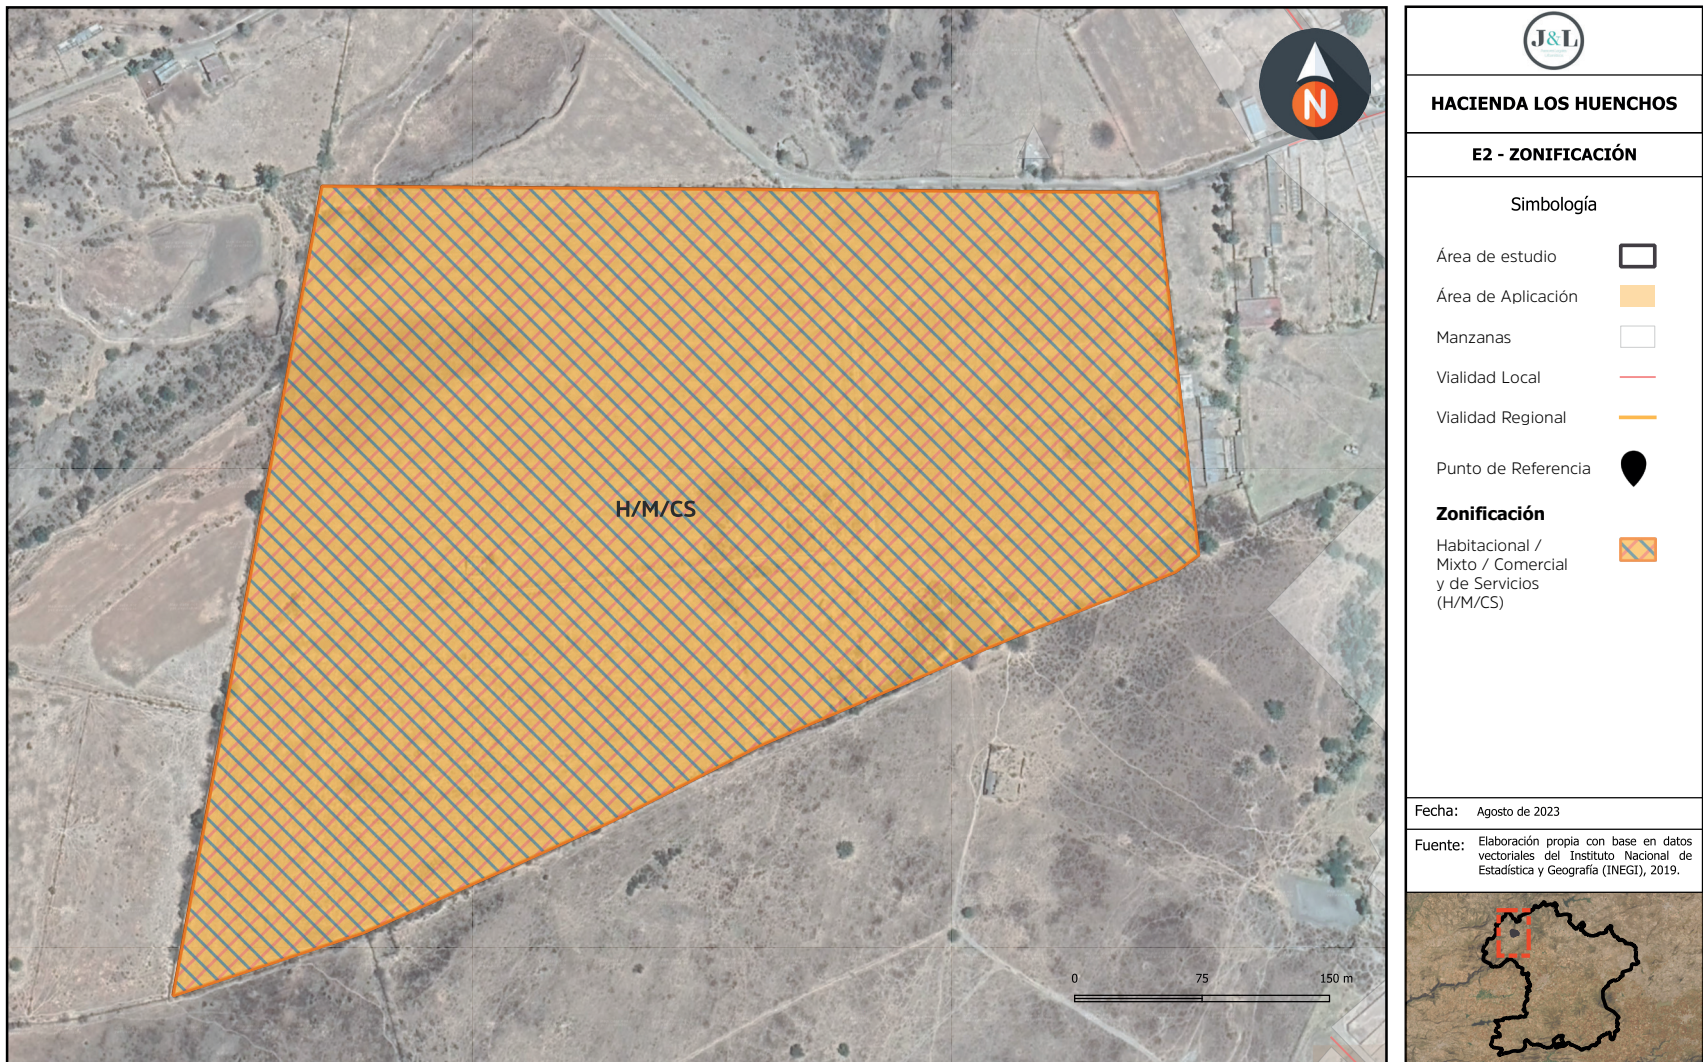 N
H/M/CS
0 75 150 m
J&L
HACIENDA LOS HUENCHOS
E2 - ZONIFICACIÓN
Simbología
Área de estudio
Área de Aplicación
Manzanas
Vialidad Local
Vialidad Regional
Punto de Referencia
Zonificación
Habitacional /
Mixto / Comercial
y de Servicios
(H/M/CS)
Fecha: Agosto de 2023
Fuente: Elaboración propia con base en datos
vectoriales del Instituto Nacional de
Estadística y Geografía (INEGI), 2019.